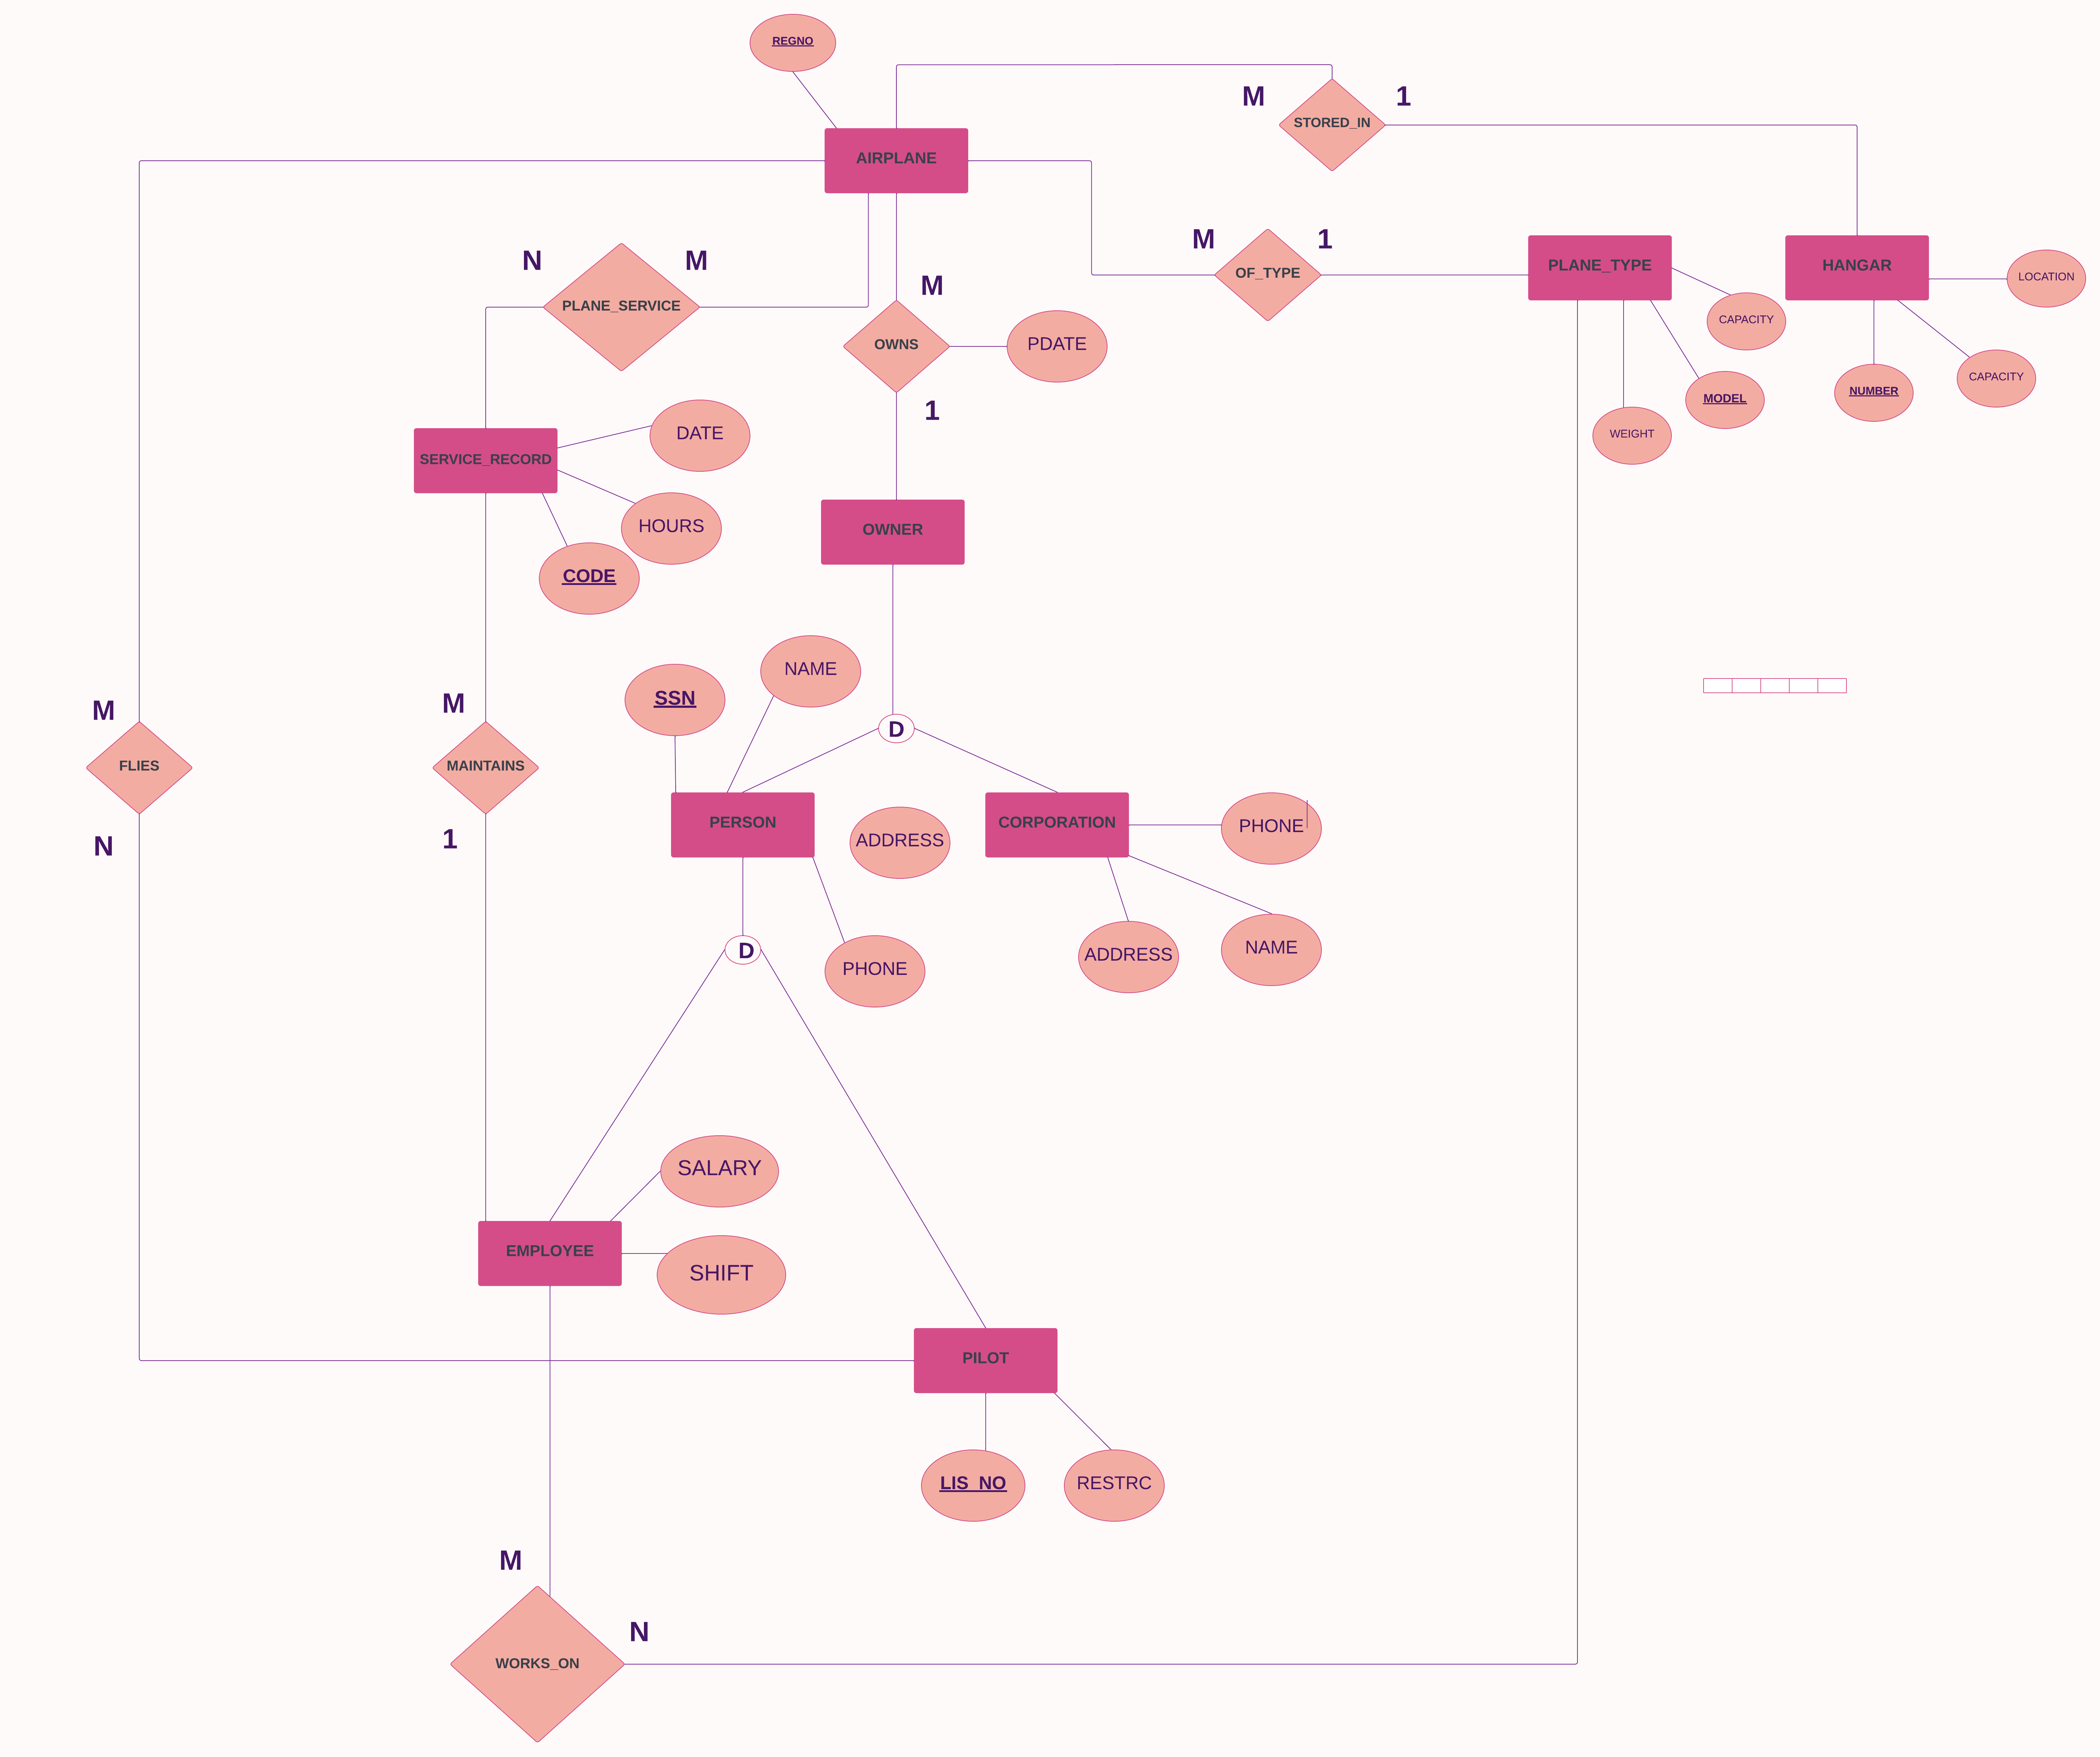 REGNO
M
1
STORED_IN
AIRPLANE
M
1
N
M
OF_TYPE
PLANE_TYPE
HANGAR
LOCATION
M
PLANE_SERVICE
CAPACITY
OWNS
PDATE
CAPACITY
NUMBER
MODEL
1
DATE
WEIGHT
SERVICE_RECORD
HOURS
OWNER
CODE
NAME
SSN
M
M
D
FLIES
MAINTAINS
PERSON
CORPORATION
PHONE
ADDRESS
N
1
D
NAME
ADDRESS
PHONE
SALARY
EMPLOYEE
SHIFT
PILOT
LIS_NO
RESTRC
M
N
WORKS_ON